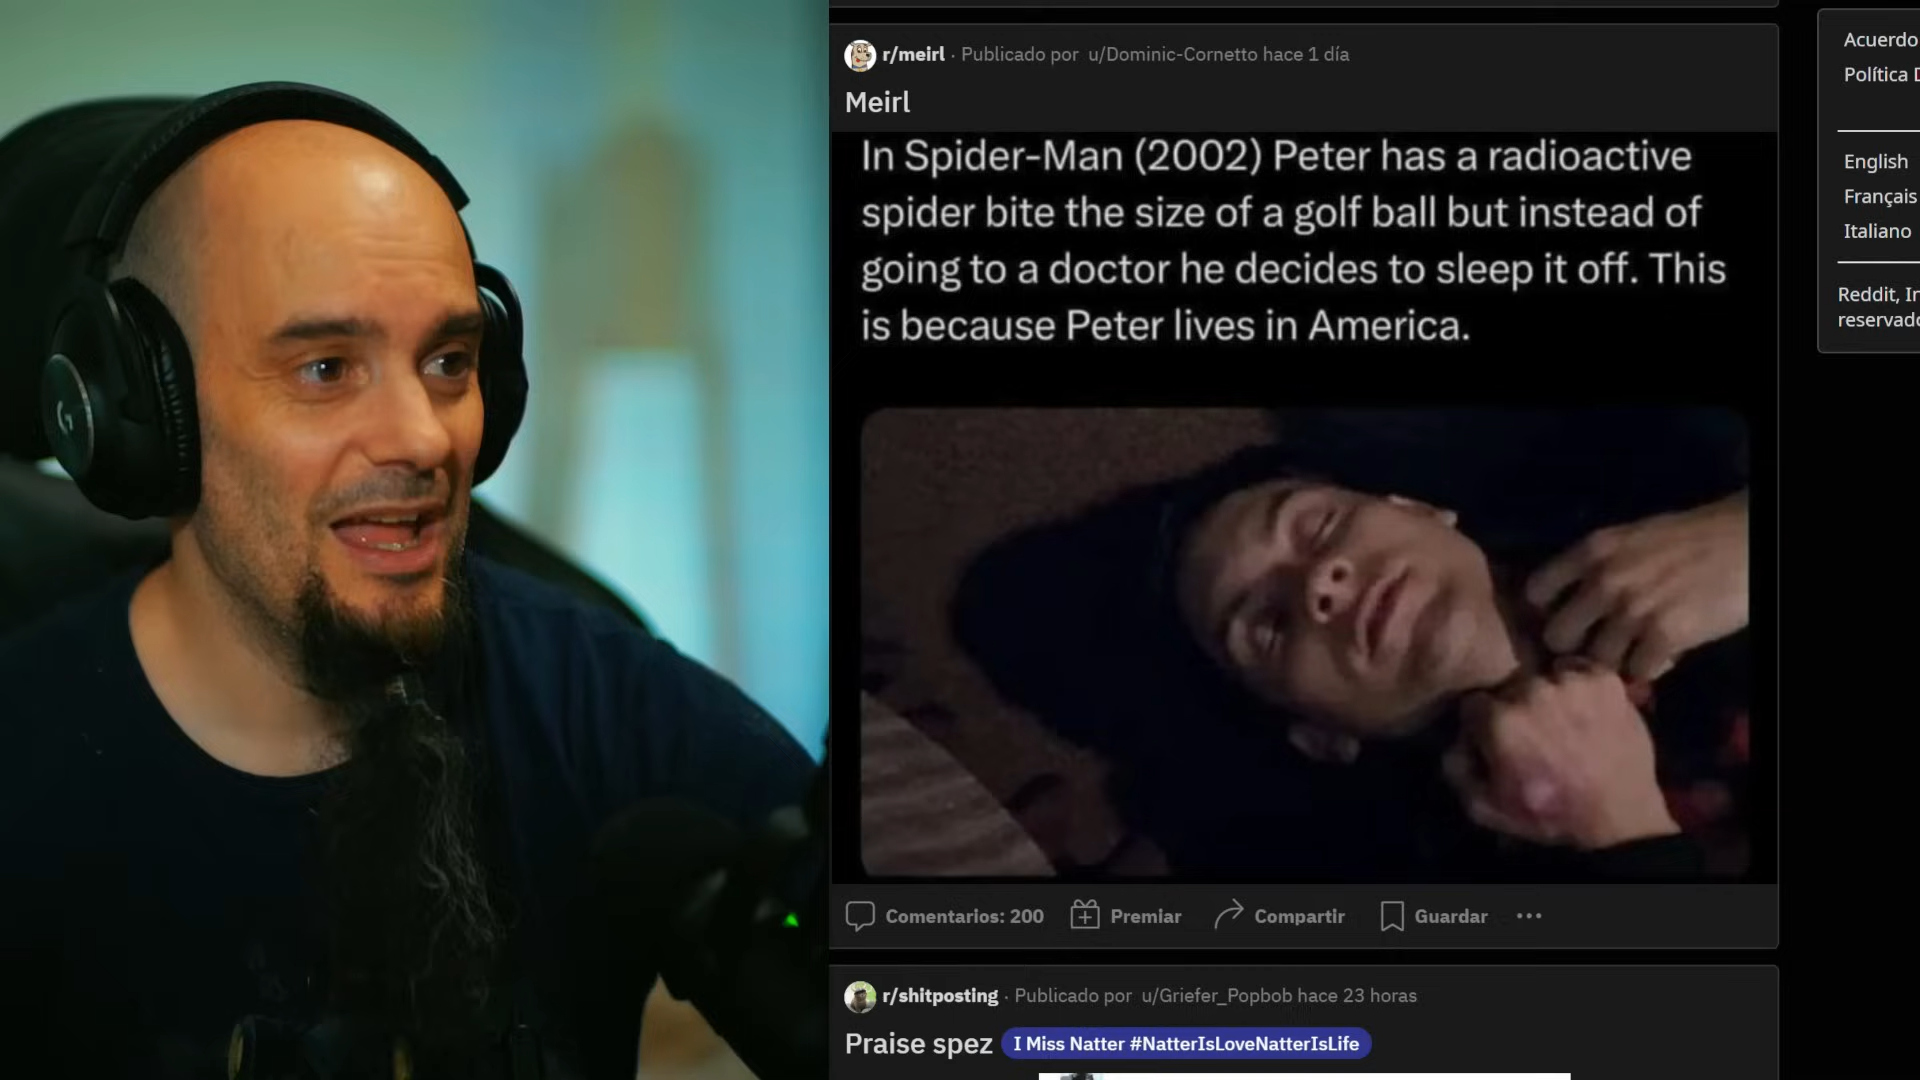 r/meirl · Publicado por u/Dominic-Cornetto hace 1 día
Meirl
In Spider-Man (2002) Peter has a radioactive
spider bite the size of a golf ball but instead of
going to a doctor he decides to sleep it off. This
is because Peter lives in America.
Comentarios: 200 Premiar Compartir Guardar ...
r/shitposting · Publicado por u/Griefer_Popbob hace 23 horas
Praise spez I Miss Natter #NatterIsLoveNatterIsLife
Acuerdo
Política
English
Français
Italiano
Reddit,